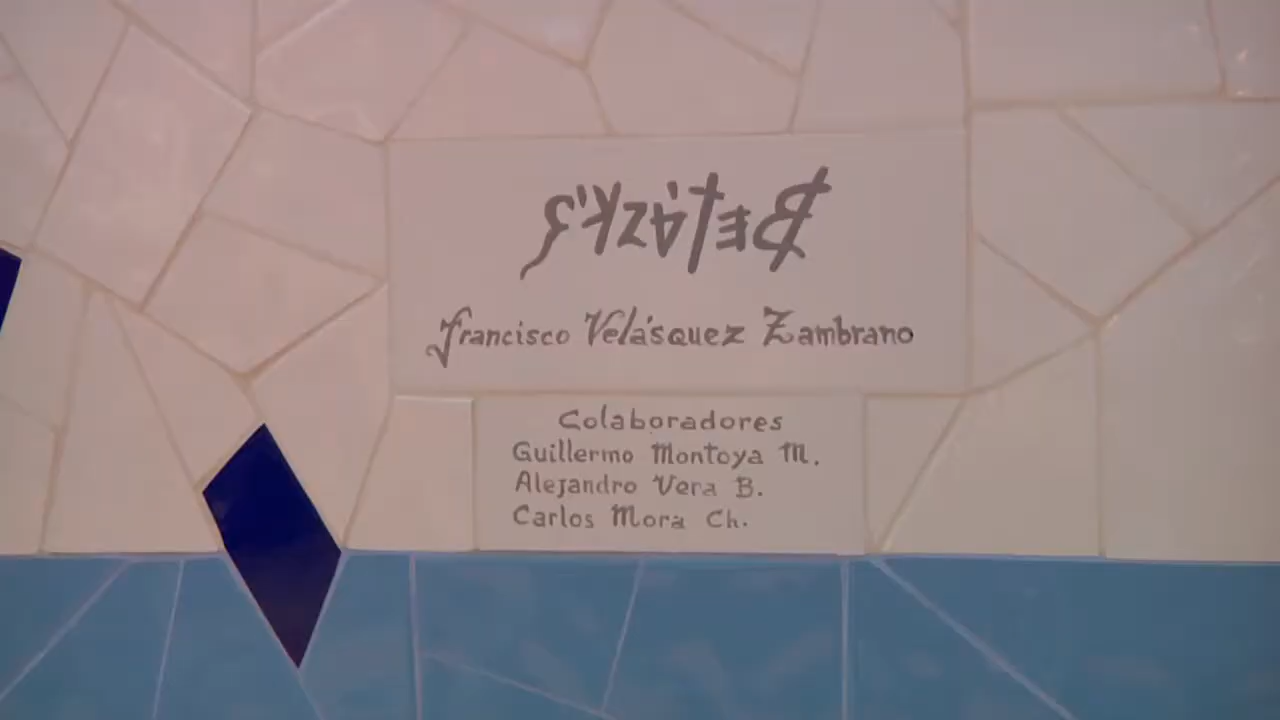 Francisco Velásquez Zambrano
Colaboradores
Guillermo Montoya M.
Alejandro Vera B.
Carlos Mora Ch.